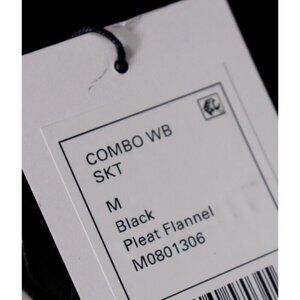 COMBO WB
SKT
M
Black
Pleat Flannel
M0801306